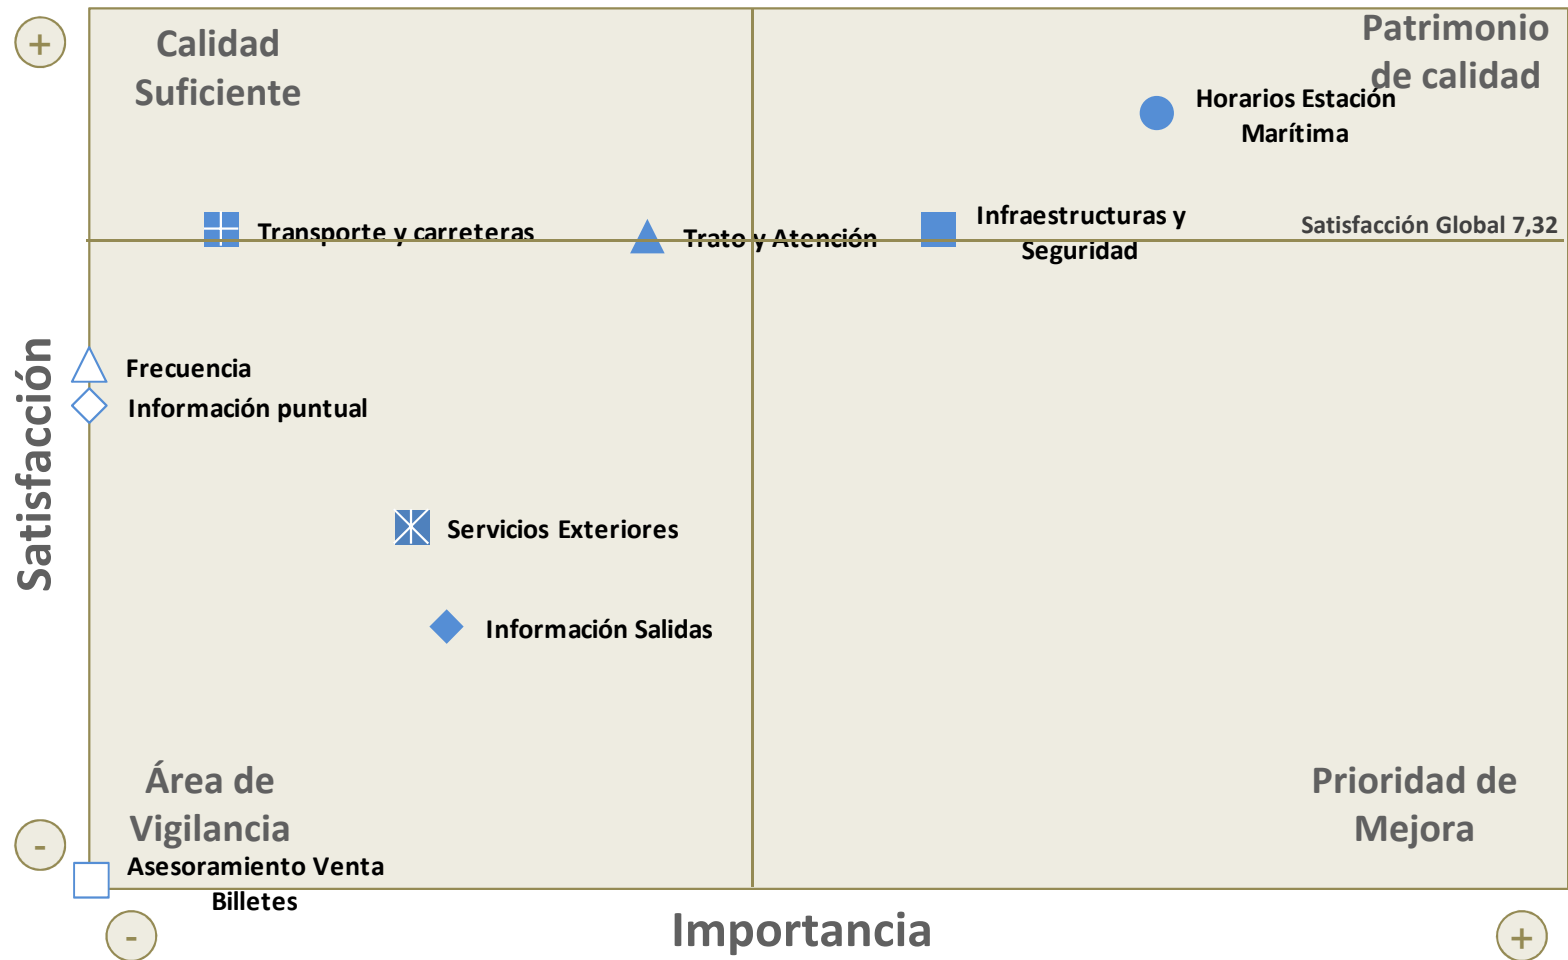 +
Calidad
Suficiente
Patrimonio
de calidad
Horarios Estación
Marítima
Transporte y carreteras
Trato y Atención
Infraestructuras y
Seguridad
Satisfacción Global 7,32
Frecuencia
Información puntual
Satisfacción
Servicios Exteriores
Información Salidas
Área de
Vigilancia
Prioridad de
Mejora
-
Asesoramiento Venta
Billetes
-
Importancia
+